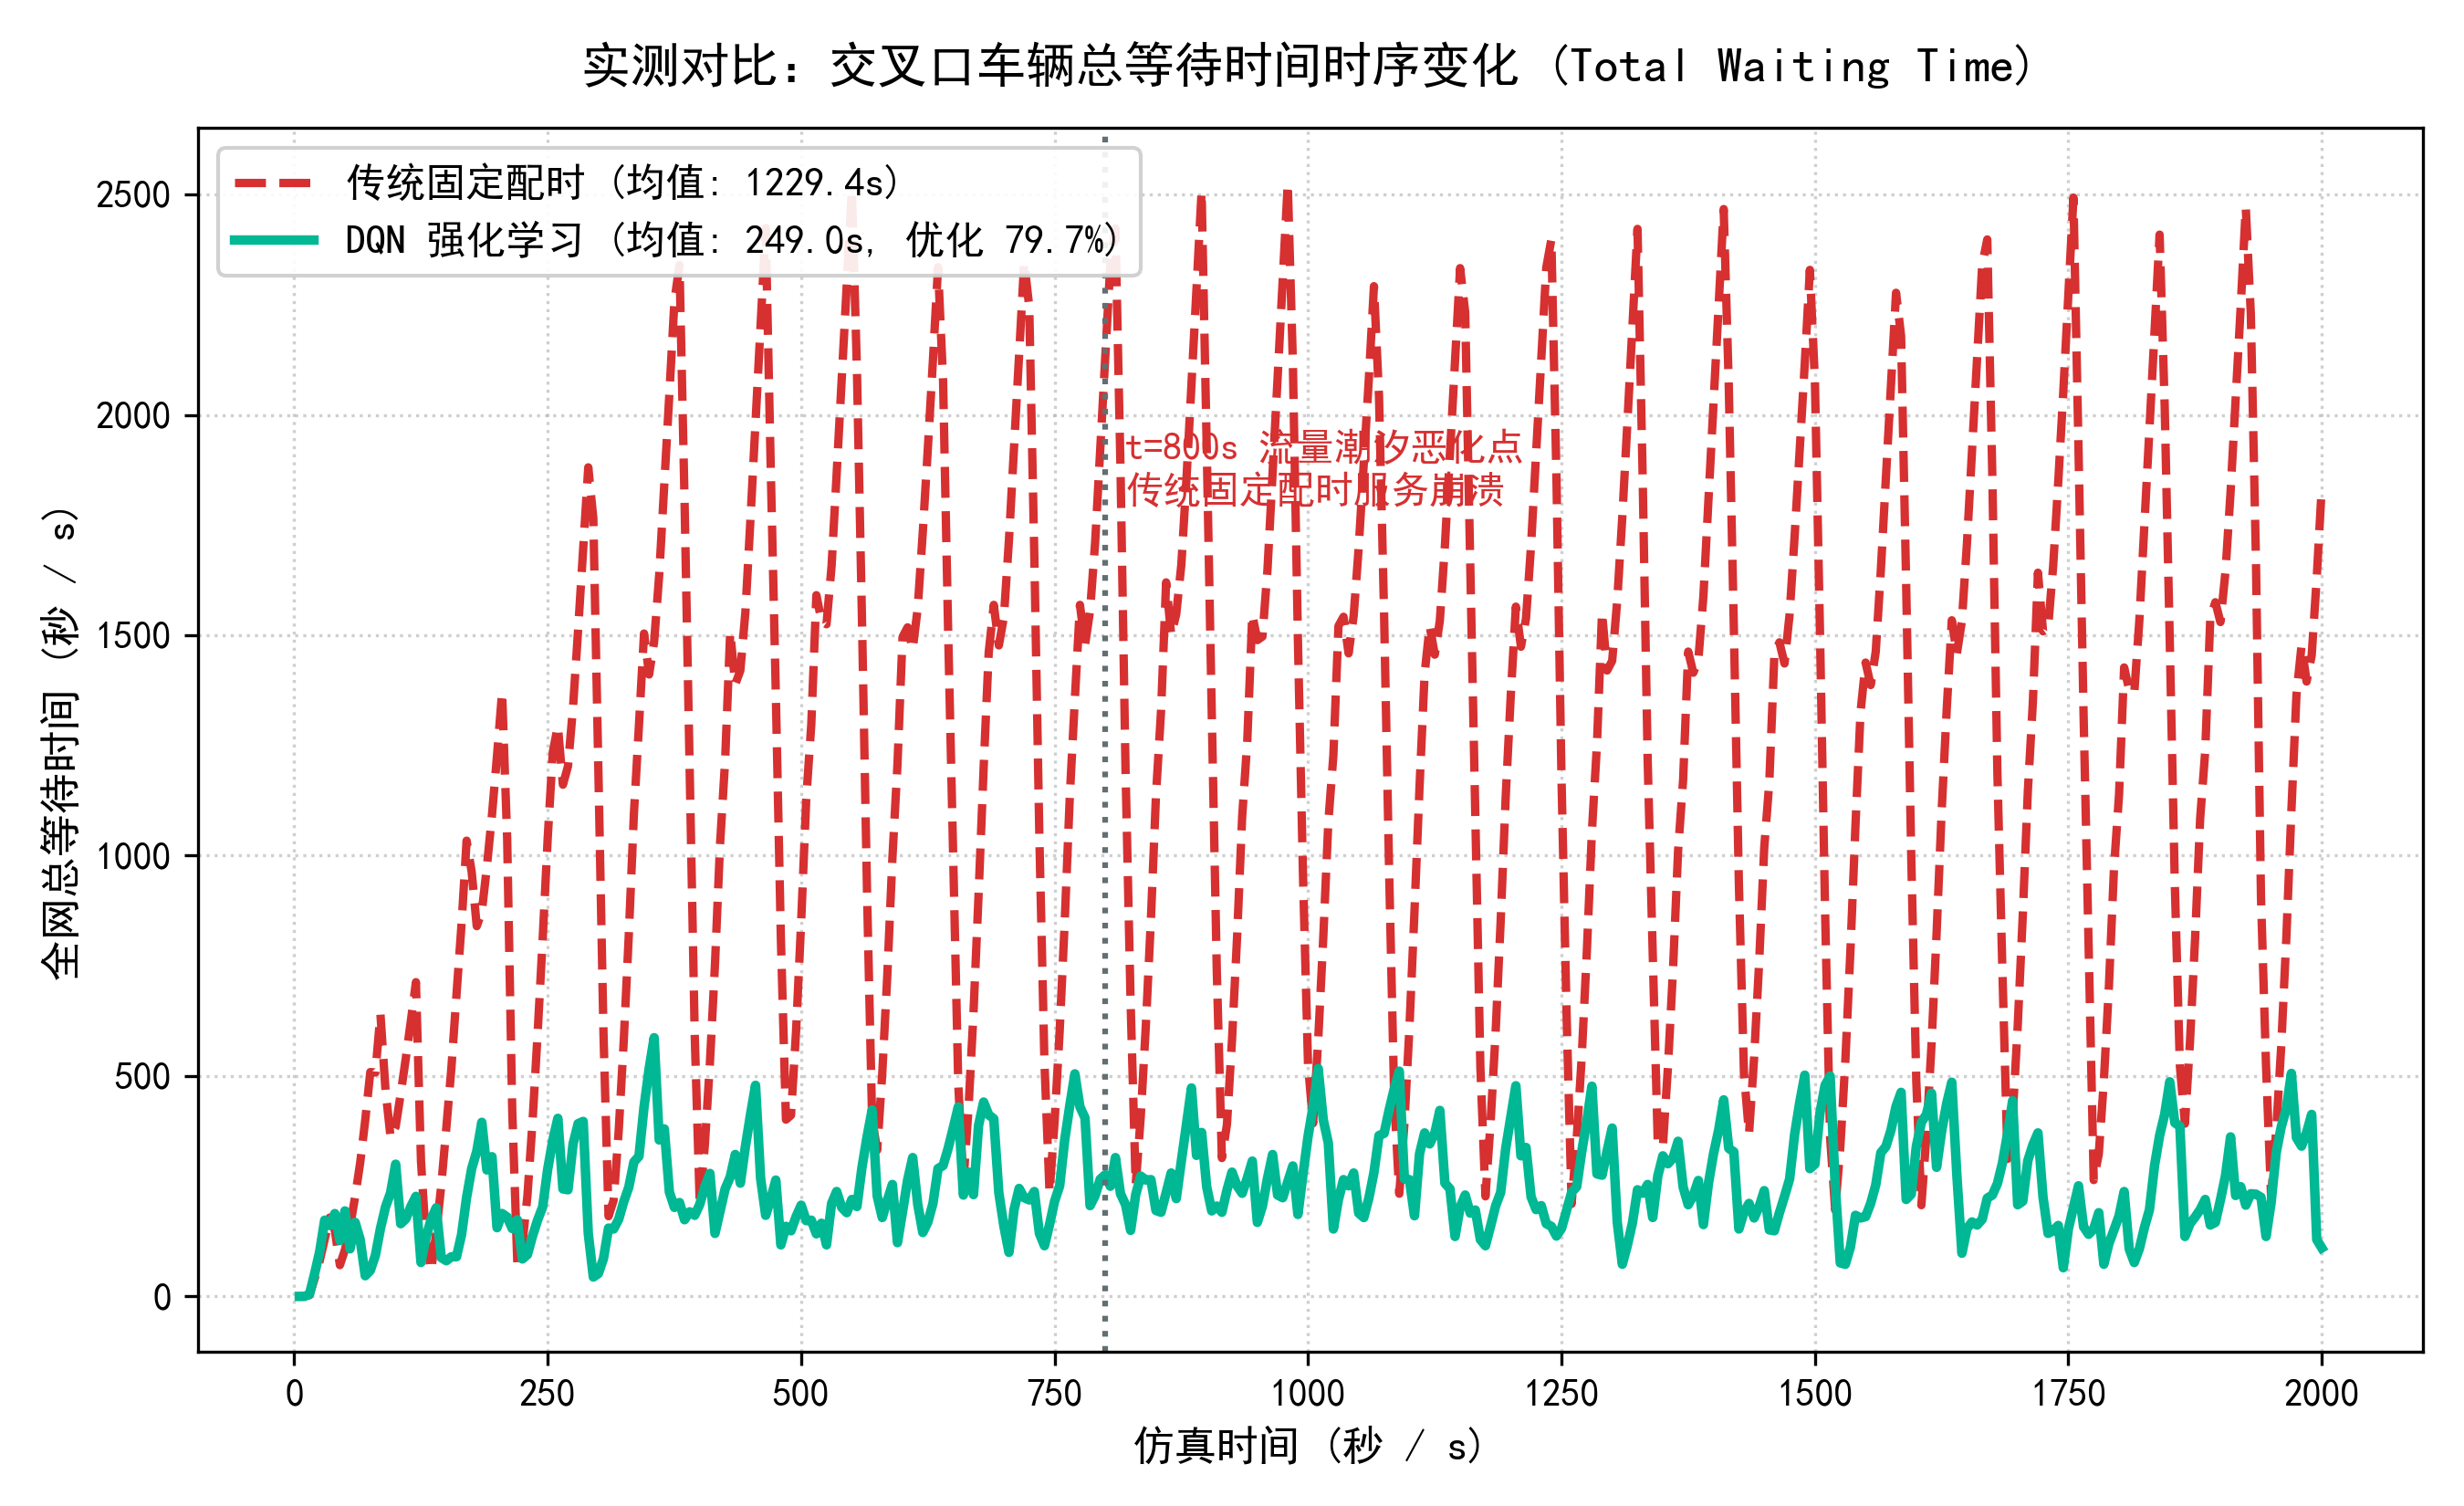 实测对比：交叉口车辆总等待时间时序变化 (Total Waiting Time)
传统固定配时 (均值: 1229.4s)
DQN 强化学习 (均值: 249.0s, 优化 79.7%)
2500
2000
1500
1000
500
0
全网总等待时间 (秒 / s)
t=800s 流量潮汐恶化点
传统固定配时服务崩溃
0 250 500 750 1000 1250 1500 1750 2000
仿真时间 (秒 / s)